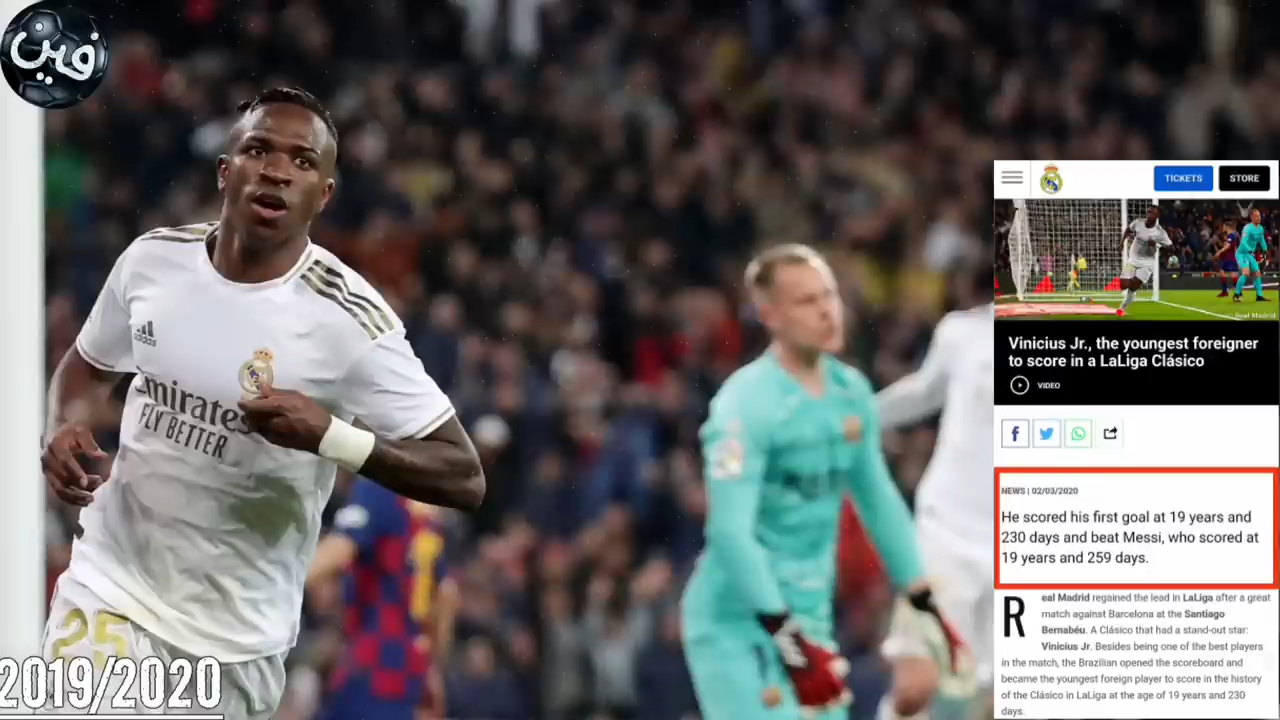 فين
Emirates
FLY BETTER
25
2019/2020
TICKETS
STORE
Real Madrid
Vinicius Jr., the youngest foreigner
to score in a LaLiga Clásico
VIDEO
NEWS | 02/03/2020
He scored his first goal at 19 years and
230 days and beat Messi, who scored at
19 years and 259 days.
Real Madrid regained the lead in LaLiga after a great
match against Barcelona at the Santiago
Bernabéu. A Clásico that had a stand-out star:
Vinicius Jr. Besides being one of the best players
in the match, the Brazilian opened the scoreboard and
became the youngest foreign player to score in the history
of the Clásico in LaLiga at the age of 19 years and 230
days.